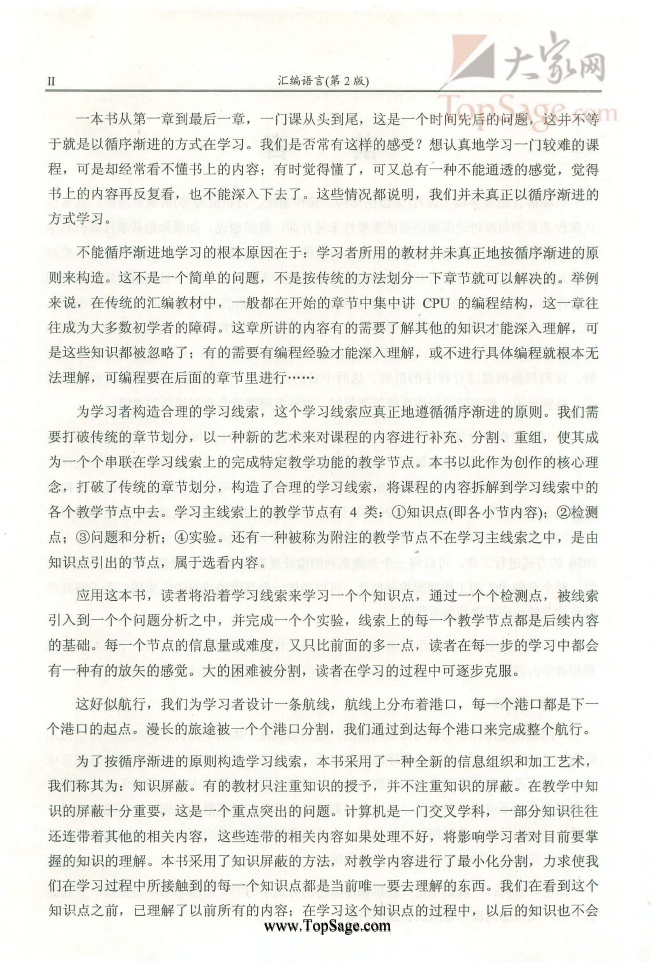 II
汇编语言(第 2 版)
大家网
TopSage.com
一本书从第一章到最后一章，一门课从头到尾，这是一个时间先后的问题，这并不等
于就是以循序渐进的方式在学习。我们是否常有这样的感受？想认真地学习一门较难的课
程，可是却经常看不懂书上的内容；有时觉得懂了，可又总有一种不能通透的感觉，觉得
书上的内容再反复看，也不能深入下去了。这些情况都说明，我们并未真正以循序渐进的
方式学习。
不能循序渐进地学习的根本原因在于：学习者所用的教材并未真正地按循序渐进的原
则来构造。这不是一个简单的问题，不是按传统的方法划分一下章节就可以解决的。举例
来说，在传统的汇编教材中，一般都在开始的章节中集中讲 CPU 的编程结构，这一章往
往成为大多数初学者的障碍。这章所讲的内容有的需要了解其他的知识才能深入理解，可
是这些知识都被忽略了；有的需要有编程经验才能深入理解，或不进行具体编程就根本无
法理解，可编程要在后面的章节里进行……
为学习者构造合理的学习线索，这个学习线索应真正地遵循循序渐进的原则。我们需
要打破传统的章节划分，以一种新的艺术来对课程的内容进行补充、分割、重组，使其成
为一个个串联在学习线索上的完成特定教学功能的教学节点。本书以此作为创作的核心理
念，打破了传统的章节划分，构造了合理的学习线索，将课程的内容拆解到学习线索中的
各个教学节点中去。学习主线索上的教学节点有 4 类：①知识点(即各小节内容)；②检测
点；③问题和分析；④实验。还有一种被称为附注的教学节点不在学习主线索之中，是由
知识点引出的节点，属于选看内容。
应用这本书，读者将沿着学习线索来学习一个个知识点，通过一个个检测点，被线索
引入到一个个问题分析之中，并完成一个个实验，线索上的每一个教学节点都是后续内容
的基础。每一个节点的信息量或难度，又只比前面的多一点，读者在每一步的学习中都会
有一种有的放矢的感觉。大的困难被分割，读者在学习的过程中可逐步克服。
这好似航行，我们为学习者设计一条航线，航线上分布着港口，每一个港口都是下一
个港口的起点。漫长的旅途被一个个港口分割，我们通过到达每个港口来完成整个航行。
为了按循序渐进的原则构造学习线索，本书采用了一种全新的信息组织和加工艺术，
我们称其为：知识屏蔽。有的教材只注重知识的授予，并不注重知识的屏蔽。在教学中知
识的屏蔽十分重要，这是一个重点突出的问题。计算机是一门交叉学科，一部分知识往往
还连带着其他的相关内容，这些连带的相关内容如果处理不好，将影响学习者对目前要掌
握的知识的理解。本书采用了知识屏蔽的方法，对教学内容进行了最小化分割，力求使我
们在学习过程中所接触到的每一个知识点都是当前唯一要去理解的东西。我们在看到这个
知识点之前，已理解了以前所有的内容；在学习这个知识点的过程中，以后的知识也不会
www.TopSage.com